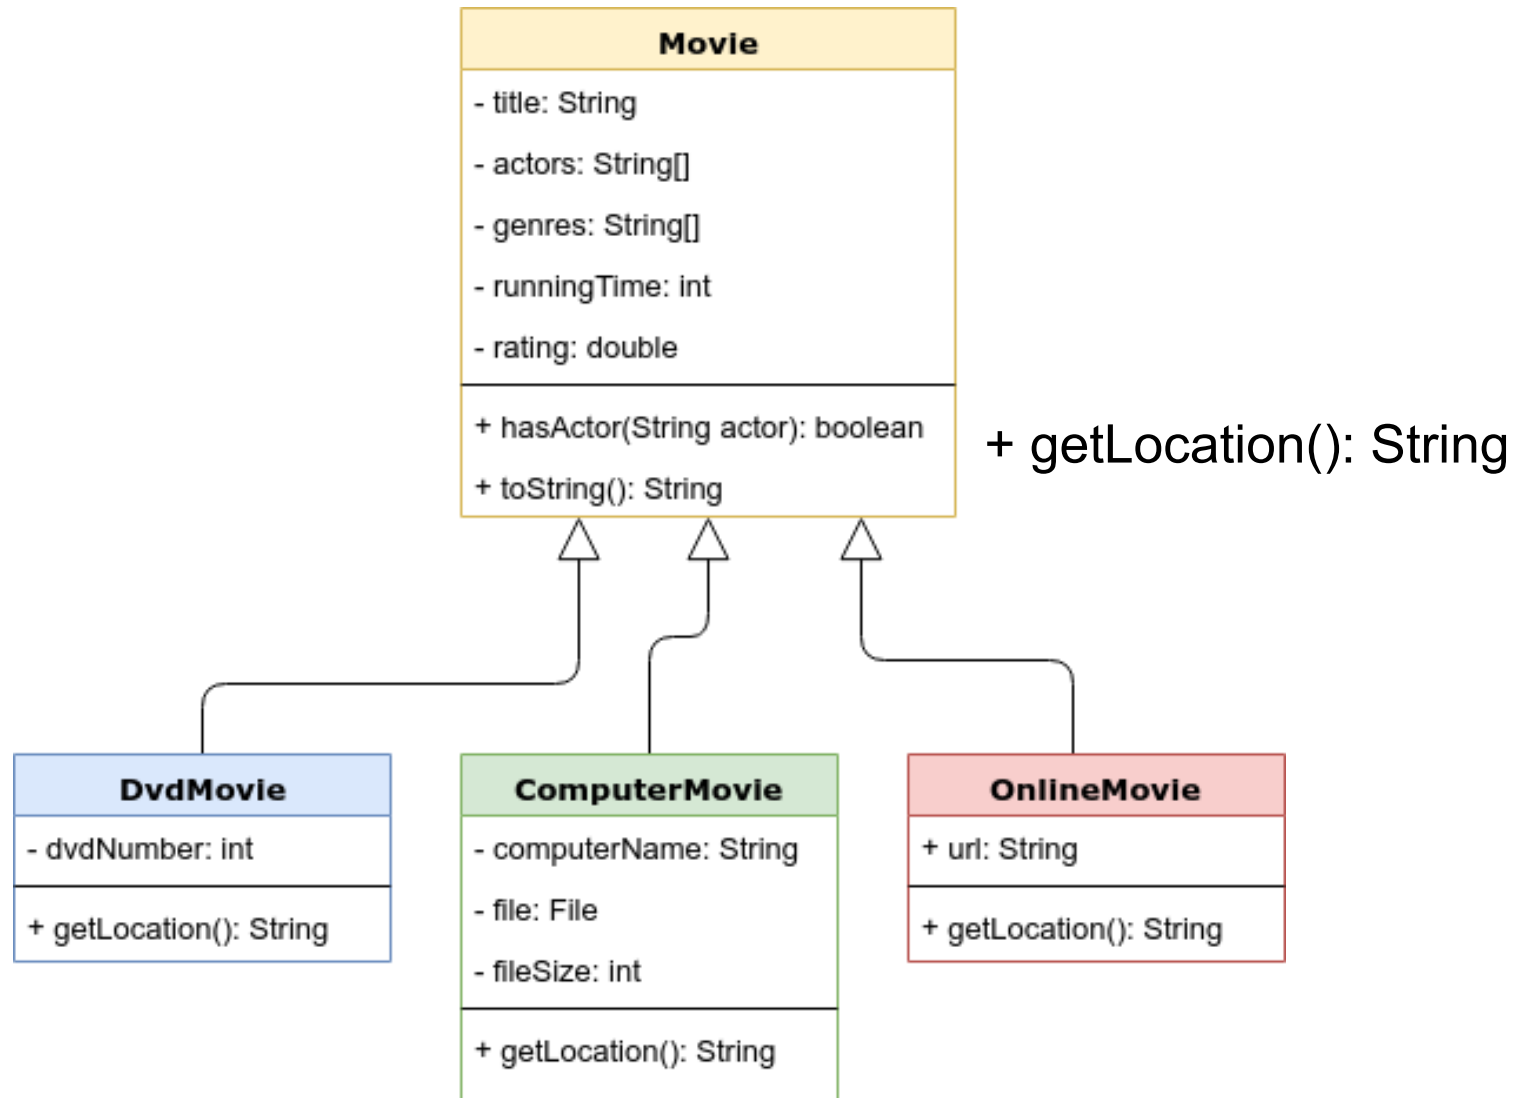 Movie
- title: String
- actors: String[]
- genres: String[]
- runningTime: int
- rating: double
+ hasActor(String actor): boolean
+ toString(): String
+ getLocation(): String
DvdMovie
- dvdNumber: int
+ getLocation(): String
ComputerMovie
- computerName: String
- file: File
- fileSize: int
+ getLocation(): String
OnlineMovie
+ url: String
+ getLocation(): String